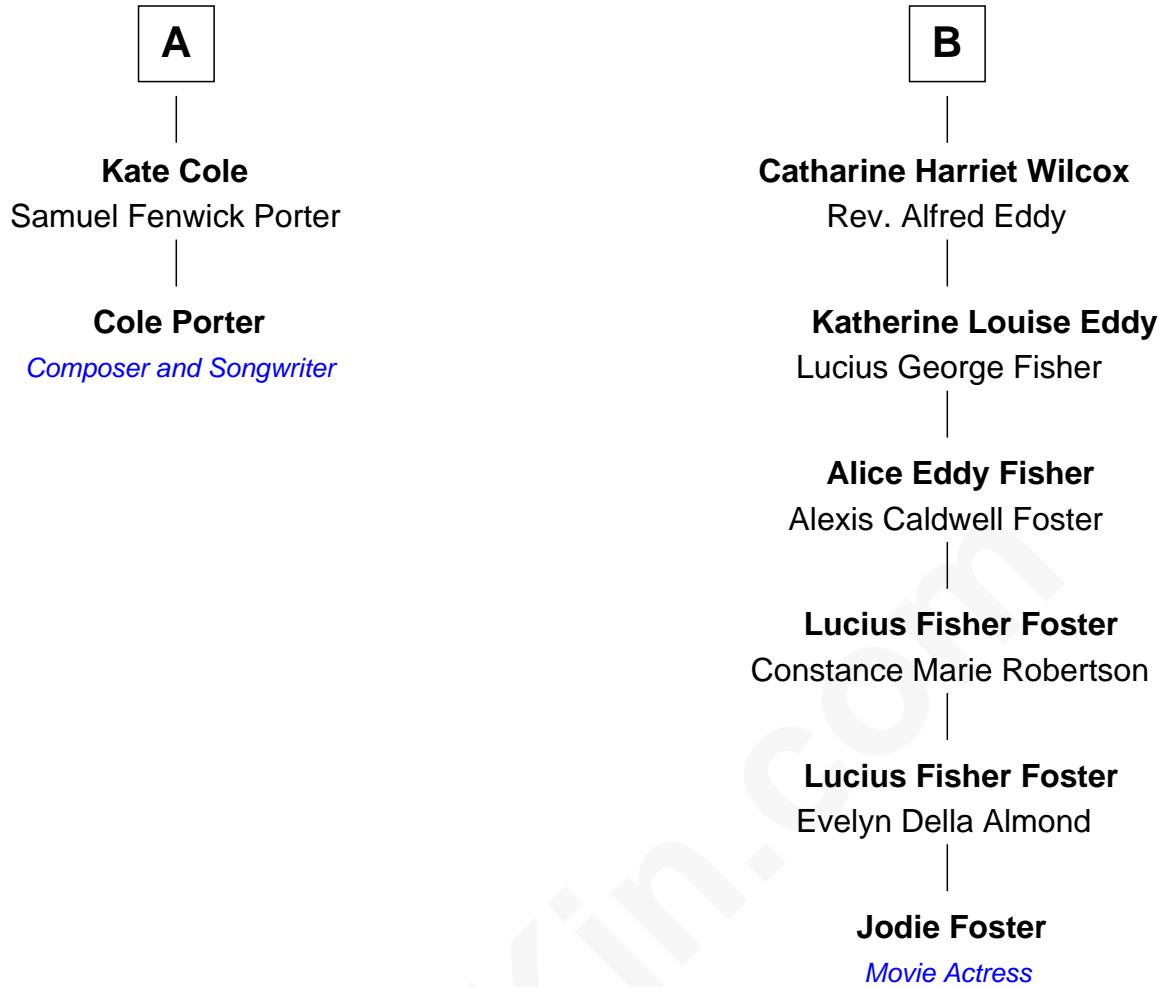 A
Kate Cole
Samuel Fenwick Porter
Cole Porter
Composer and Songwriter
B
Catharine Harriet Wilcox
Rev. Alfred Eddy
Katherine Louise Eddy
Lucius George Fisher
Alice Eddy Fisher
Alexis Caldwell Foster
Lucius Fisher Foster
Constance Marie Robertson
Lucius Fisher Foster
Evelyn Della Almond
Jodie Foster
Movie Actress
Kin.com